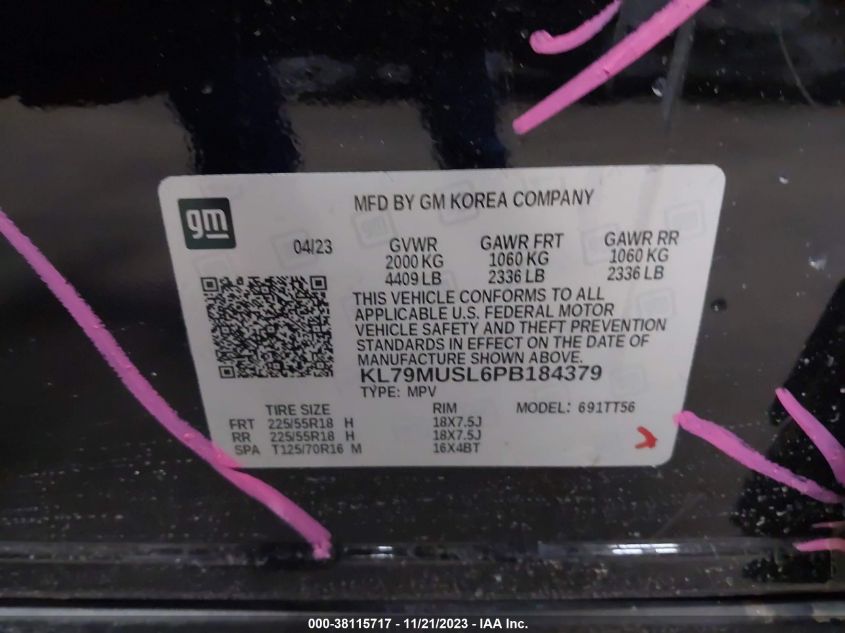 gm
MFD BY GM KOREA COMPANY
04/23 GVWR GAWR FRT GAWR RR
2000 KG 1060 KG 1060 KG
4409 LB 2336 LB 2336 LB
THIS VEHICLE CONFORMS TO ALL
APPLICABLE U.S. FEDERAL MOTOR
VEHICLE SAFETY AND THEFT PREVENTION
STANDARDS IN EFFECT ON THE DATE OF
MANUFACTURE SHOWN ABOVE.
KL79MUSL6PB184379
TYPE: MPV
TIRE SIZE RIM MODEL: 691TT56
FRT 225/55R18 H 18X7.5J
RR 225/55R18 H 18X7.5J
SPA T125/70R16 M 16X4BT
000-38115717 - 11/21/2023 - IAA Inc.